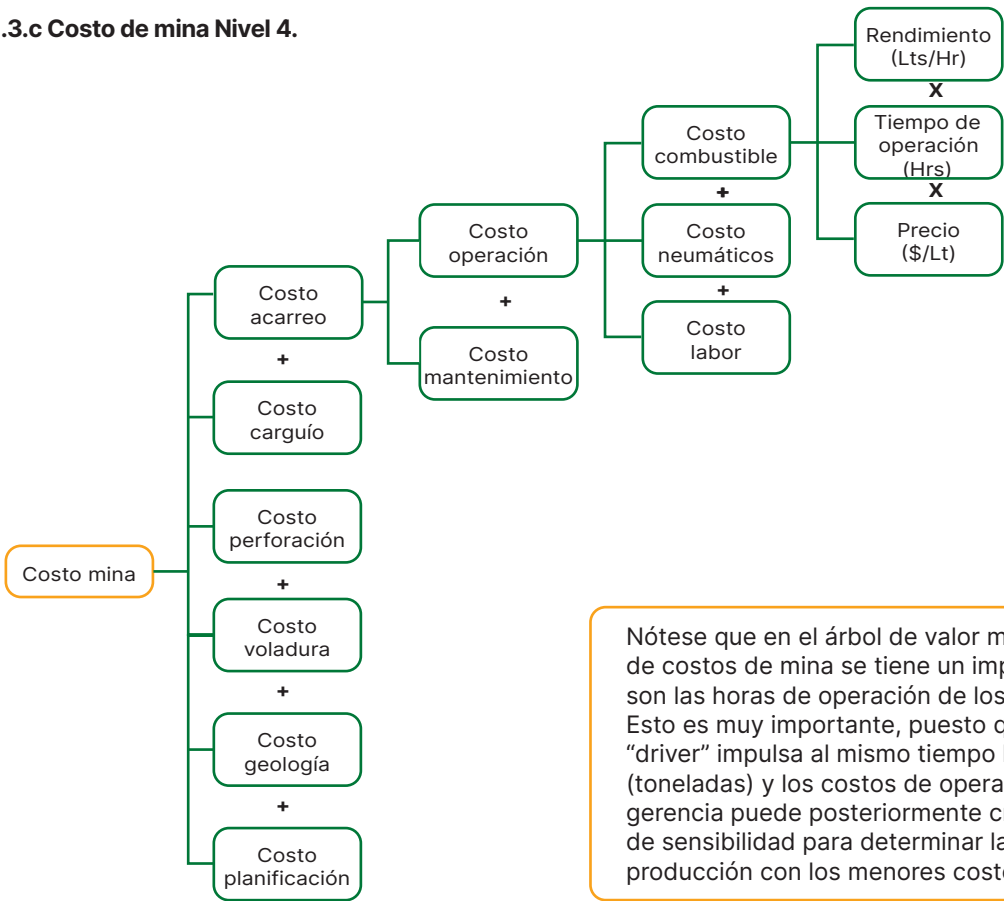 .3.c Costo de mina Nivel 4.
Rendimiento
(Lts/Hr)
X
Tiempo de
operación
(Hrs)
X
Precio
($/Lt)
Costo
combustible
+
Costo
neumáticos
+
Costo
labor
Costo
operación
+
Costo
mantenimiento
Costo
acarreo
+
Costo
carguío
Costo
perforación
+
Costo
voladura
+
Costo
geología
+
Costo
planificación
Costo mina
Nótese que en el árbol de valor
de costos de mina se tiene un
son las horas de operación de los
Esto es muy importante, puesto
“driver” impulsa al mismo tiempo
(toneladas) y los costos de
gerencia puede posteriormente
de sensibilidad para determinar
producción con los menores